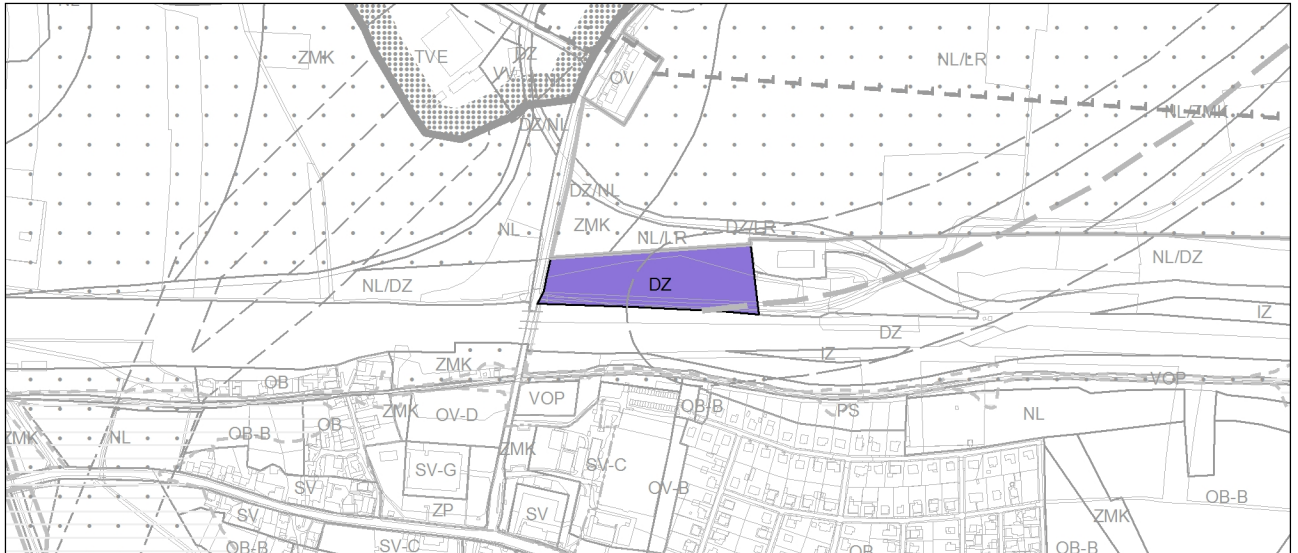 ZMK
TVE
DZ
VV
OV
NL/LR
NL/ZMK
DZ/NL
DZ/NL
NL
ZMK
NL/LR
DZ/LR
NL/DZ
DZ
NL/DZ
IZ
DZ
IZ
ZMK
VOP
OB
VOP
OB-B
PS
NL
ZMK
OV-D
ZMK
NL
OB-B
OB
ZMK
SV-G
SV-C
OV-B
OB-B
SV
ZP
SV
SV
ZMK
OB-B
SV-C
OB
OB-B